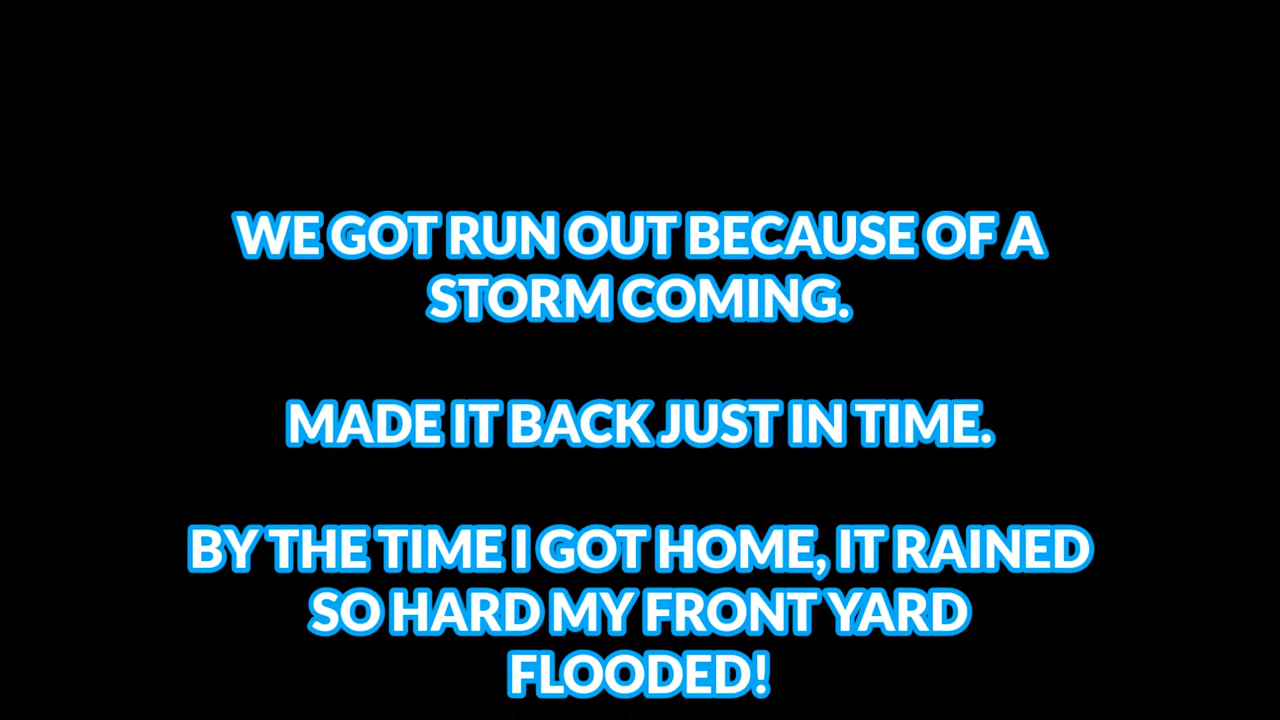 WE GOT RUN OUT BECAUSE OF A
STORM COMING.
MADE IT BACK JUST IN TIME.
BY THE TIME I GOT HOME, IT RAINED
SO HARD MY FRONT YARD
FLOODED!